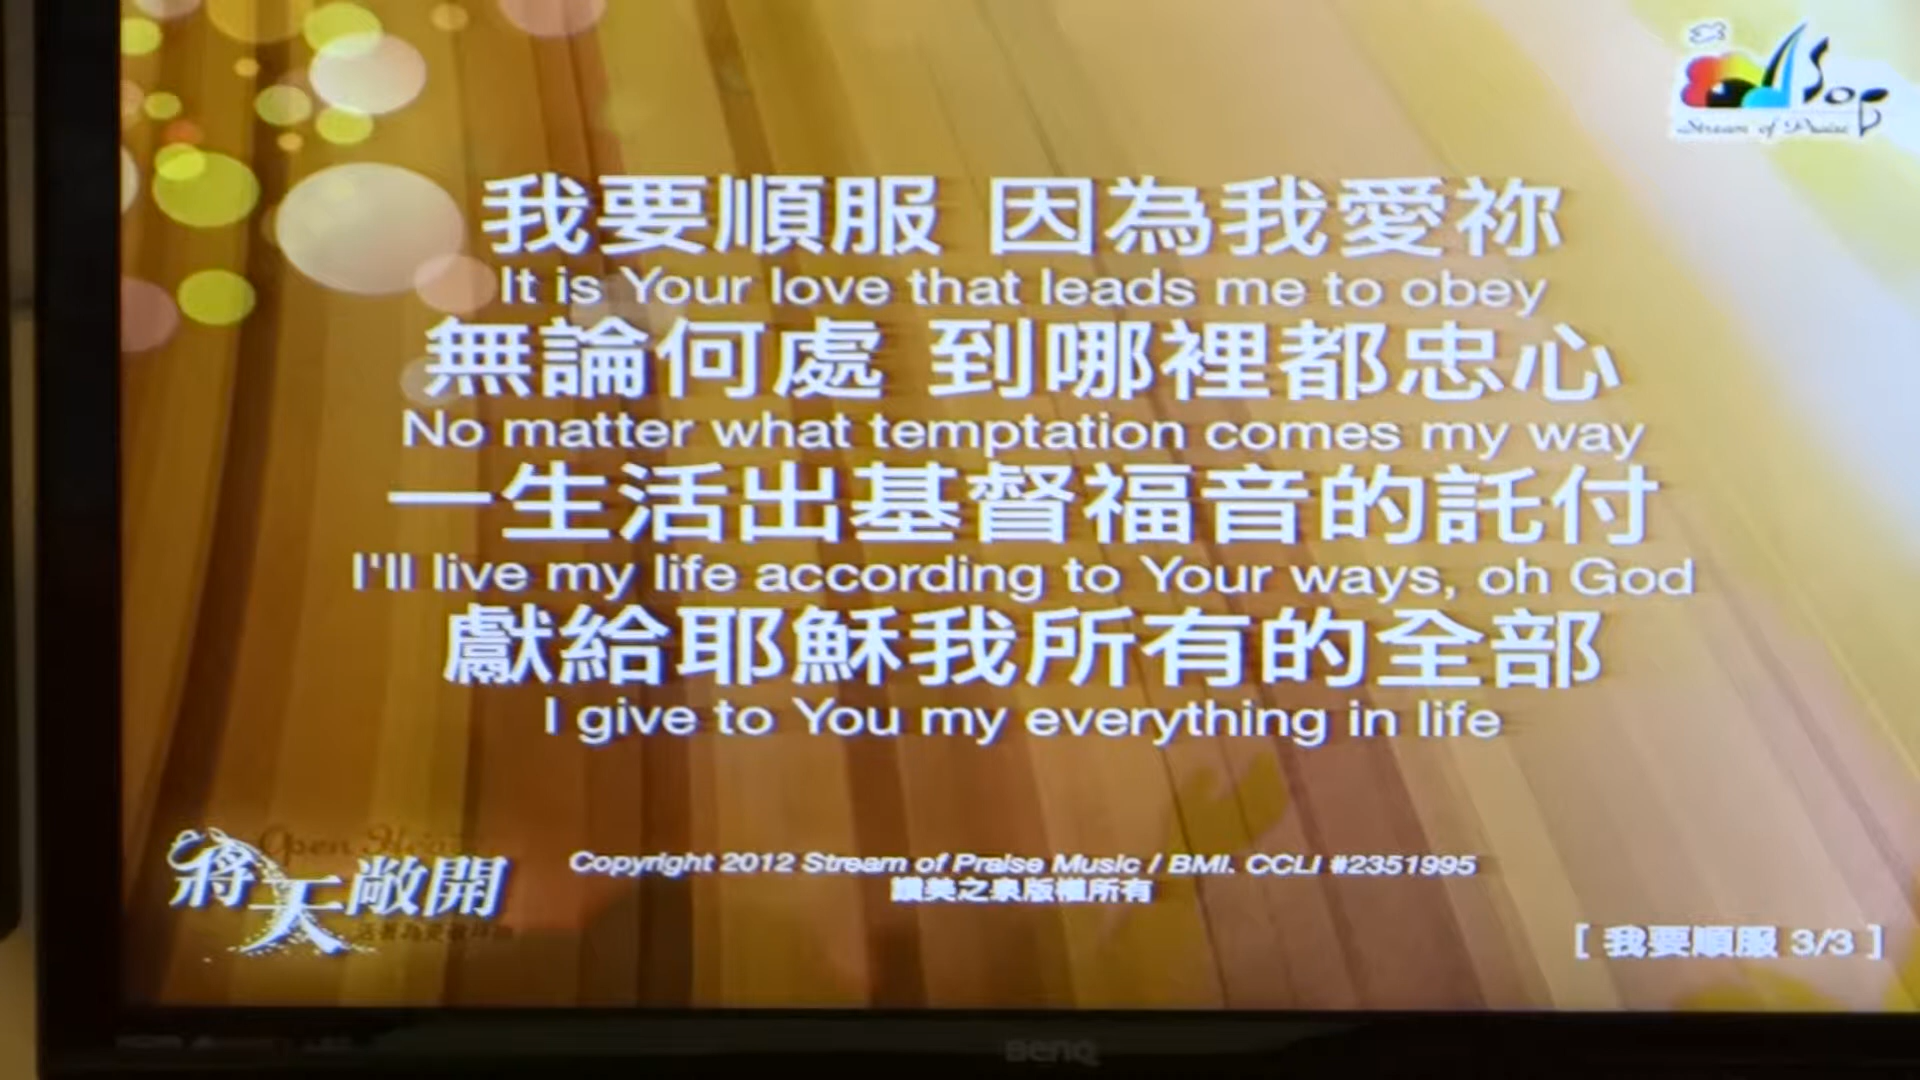 Sop
Stream of Praise
我要順服 因為我愛祢
It is Your love that leads me to obey
無論何處 到哪裡都忠心
No matter what temptation comes my way
一生活出基督福音的託付
I'll live my life according to Your ways, oh God
獻給耶穌我所有的全部
I give to You my everything in life
將天敞開
Copyright 2012 Stream of Praise Music / BMI. CCLI #2351995
讚美之泉版權所有
[ 我要順服 3/3 ]
BenQ